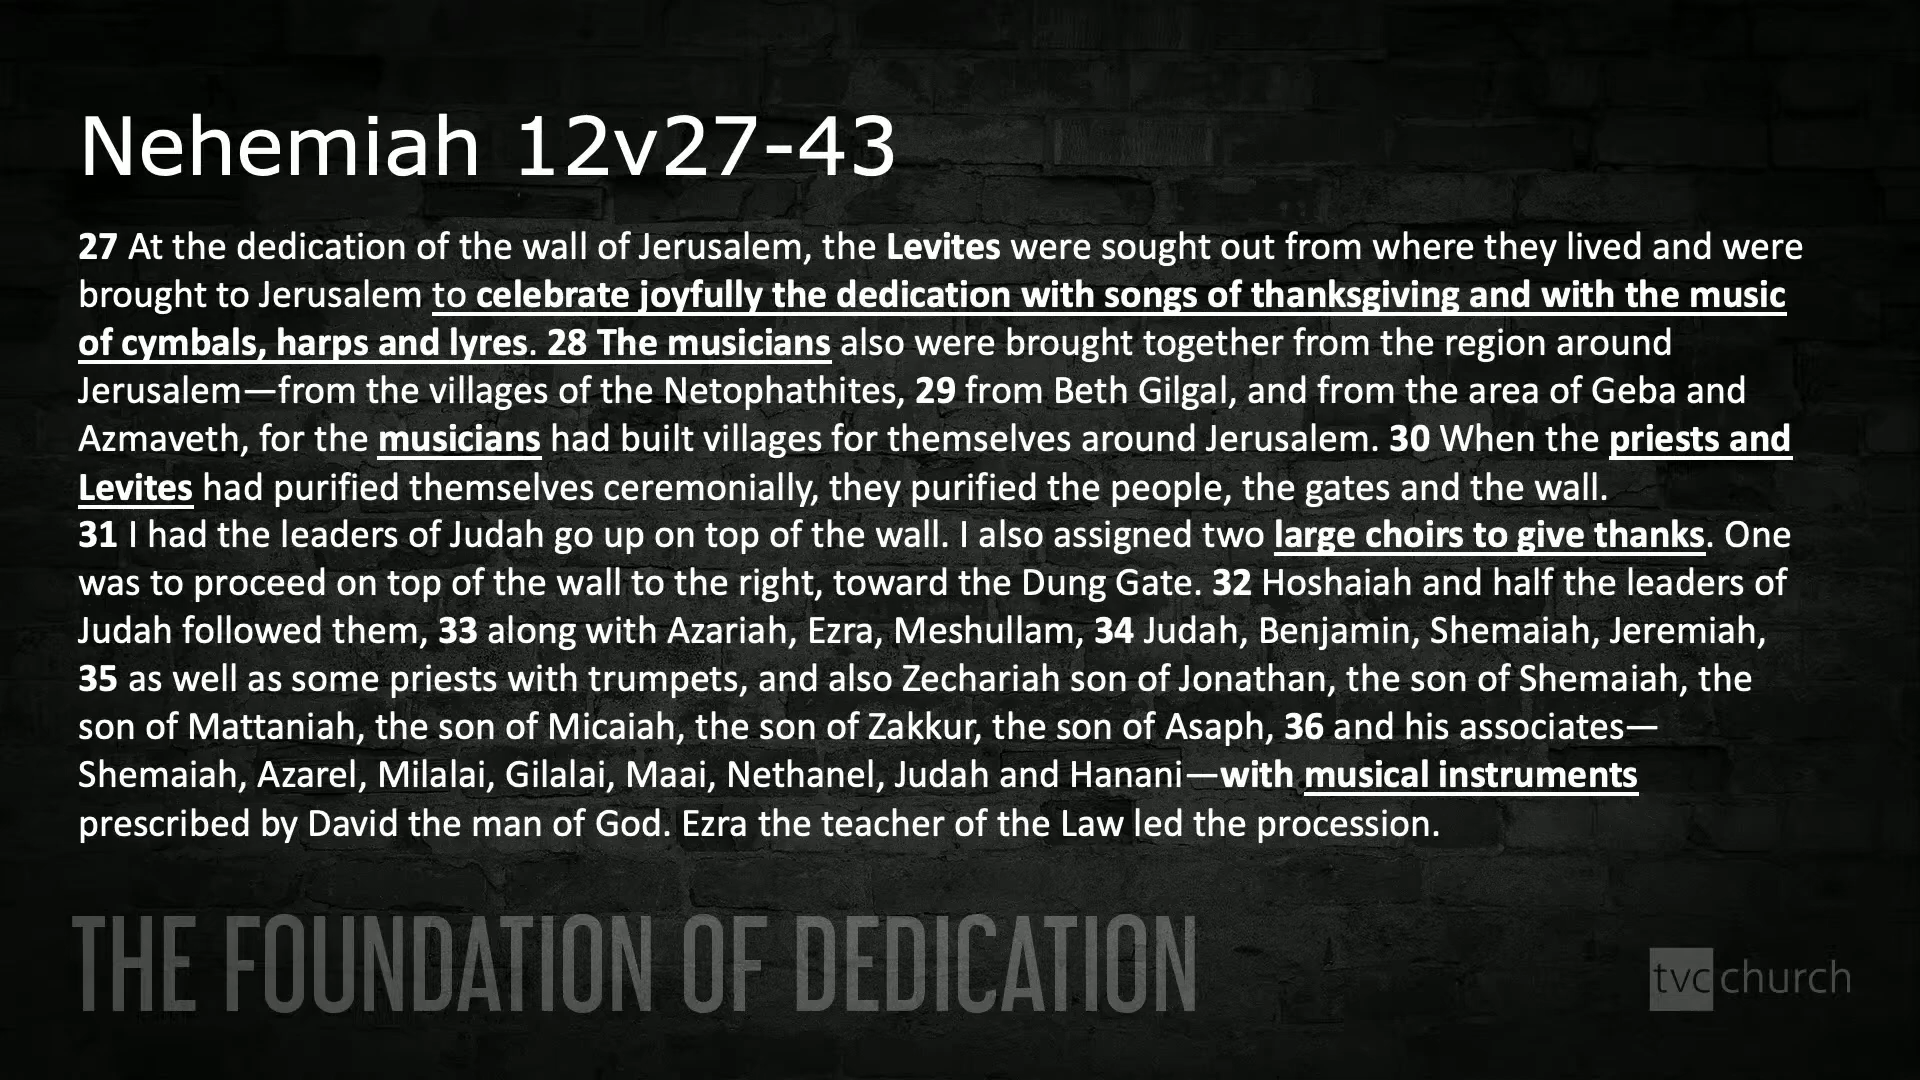 Nehemiah 12v27-43
27 At the dedication of the wall of Jerusalem, the Levites were sought out from where they lived and were
brought to Jerusalem to celebrate joyfully the dedication with songs of thanksgiving and with the music
of cymbals, harps and lyres. 28 The musicians also were brought together from the region around
Jerusalem—from the villages of the Netophathites, 29 from Beth Gilgal, and from the area of Geba and
Azmaveth, for the musicians had built villages for themselves around Jerusalem. 30 When the priests and
Levites had purified themselves ceremonially, they purified the people, the gates and the wall.
31 I had the leaders of Judah go up on top of the wall. I also assigned two large choirs to give thanks. One
was to proceed on top of the wall to the right, toward the Dung Gate. 32 Hoshaiah and half the leaders of
Judah followed them, 33 along with Azariah, Ezra, Meshullam, 34 Judah, Benjamin, Shemaiah, Jeremiah,
35 as well as some priests with trumpets, and also Zechariah son of Jonathan, the son of Shemaiah, the
son of Mattaniah, the son of Micaiah, the son of Zakkur, the son of Asaph, 36 and his associates—
Shemaiah, Azarel, Milalai, Gilalai, Maai, Nethanel, Judah and Hanani—with musical instruments
prescribed by David the man of God. Ezra the teacher of the Law led the procession.
THE FOUNDATION OF DEDICATION
tvc church